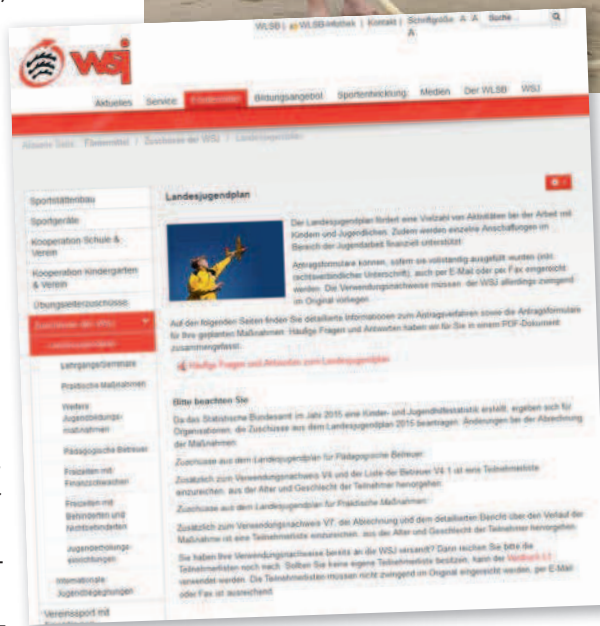 WLSB | WLSB-Infothek | Kontakt | Schriftgröße A A Suche ...
A
wsj
Aktuelles Service Fördermittel Bildungsangebot Sportentwicklung Medien Der WLSB WSJ
Aktuelle Seite: Fördermittel | Zuschüsse der WSJ | Landesjugendplan
Sportstättenbau
Sportgeräte
Kooperation Schule &
Verein
Kooperation Kindergarten
& Verein
Übungsleiterzuschüsse
Zuschüsse der WSJ
Landesjugendplan
Lehrgänge/Seminare
Praktische Maßnahmen
Weitere
Jugendbildungs-
maßnahmen
Pädagogische Betreuer
Freizeiten mit
Finanzschwachen
Freizeiten mit
Behinderten und
Nichtbehinderten
Jugenderholungs-
einrichtungen
Internationale
Jugendbegegnungen
Vereinssport mit
Landesjugendplan
Der Landesjugendplan fördert eine Vielzahl von Aktivitäten bei der Arbeit mit
Kindern und Jugendlichen. Zudem werden einzelne Anschaffungen im
Bereich der Jugendarbeit finanziell unterstützt.
Antragsformulare können, sofern sie vollständig ausgefüllt wurden (inkl.
rechtsverbindlicher Unterschrift), auch per E-Mail oder per Fax eingereicht
werden. Die Verwendungsnachweise müssen der WSJ allerdings zwingend
im Original vorliegen.
Auf den folgenden Seiten finden Sie detaillierte Informationen zum Antragsverfahren sowie die Antragsformulare
für Ihre geplanten Maßnahmen. Häufige Fragen und Antworten haben wir für Sie in einem PDF-Dokument
zusammengefasst.
Häufige Fragen und Antworten zum Landesjugendplan
Bitte beachten Sie
Da das Statistische Bundesamt im Jahr 2015 eine Kinder- und Jugendhilfestatistik erstellt, ergeben sich für
Organisationen, die Zuschüsse aus dem Landesjugendplan 2015 beantragen, Änderungen bei der Abrechnung
der Maßnahmen.
Zuschüsse aus dem Landesjugendplan für Pädagogische Betreuer:
Zusätzlich zum Verwendungsnachweis V4 und der Liste der Betreuer V4.1 ist eine Teilnehmerliste
einzureichen, aus der Alter und Geschlecht der Teilnehmer hervorgehen.
Zuschüsse aus dem Landesjugendplan für Praktische Maßnahmen:
Zusätzlich zum Verwendungsnachweis V7, der Abrechnung und dem detaillierten Bericht über den Verlauf der
Maßnahme ist eine Teilnehmerliste einzureichen, aus der Alter und Geschlecht der Teilnehmer hervorgehen.
Sie haben Ihre Verwendungsnachweise bereits an die WSJ versandt? Dann reichen Sie bitte die
Teilnehmerlisten noch nach. Sollten Sie keine eigene Teilnehmerliste besitzen, kann der Vordruck
verwendet werden. Die Teilnehmerlisten müssen nicht zwingend im Original eingereicht werden, per E-Mail
oder Fax ist ausreichend.